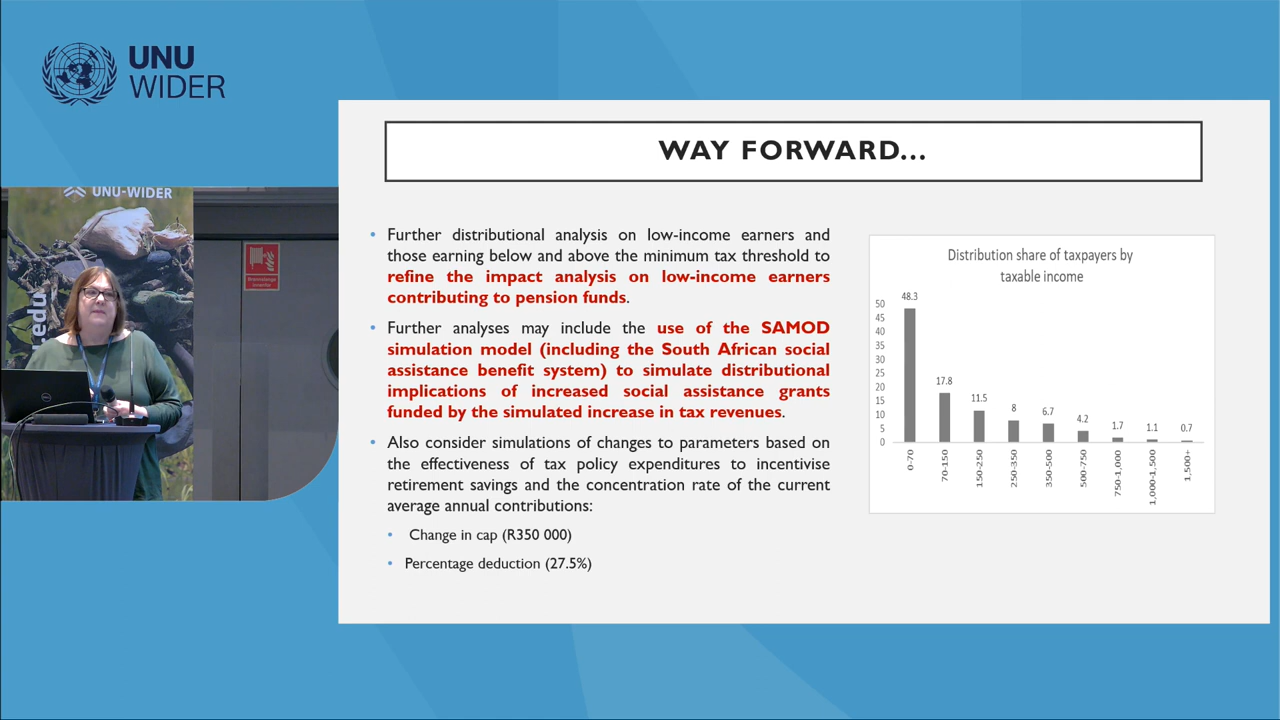 UNU
WIDER
UNU-WIDER
.edu
WAY FORWARD...
• Further distributional analysis on low-income earners and
those earning below and above the minimum tax threshold to
refine the impact analysis on low-income earners
contributing to pension funds.
• Further analyses may include the use of the SAMOD
simulation model (including the South African social
assistance benefit system) to simulate distributional
implications of increased social assistance grants
funded by the simulated increase in tax revenues.
• Also consider simulations of changes to parameters based on
the effectiveness of tax policy expenditures to incentivise
retirement savings and the concentration rate of the current
average annual contributions:
• Change in cap (R350 000)
• Percentage deduction (27.5%)
Distribution share of taxpayers by
taxable income
50
45
40
35
30
25
20
15
10
5
0
48.3
17.8
11.5
8
6.7
4.2
1.7
1.1
0.7
0-70
70-150
150-250
250-350
350-500
500-750
750-1,000
1,000-1,500
1,500+